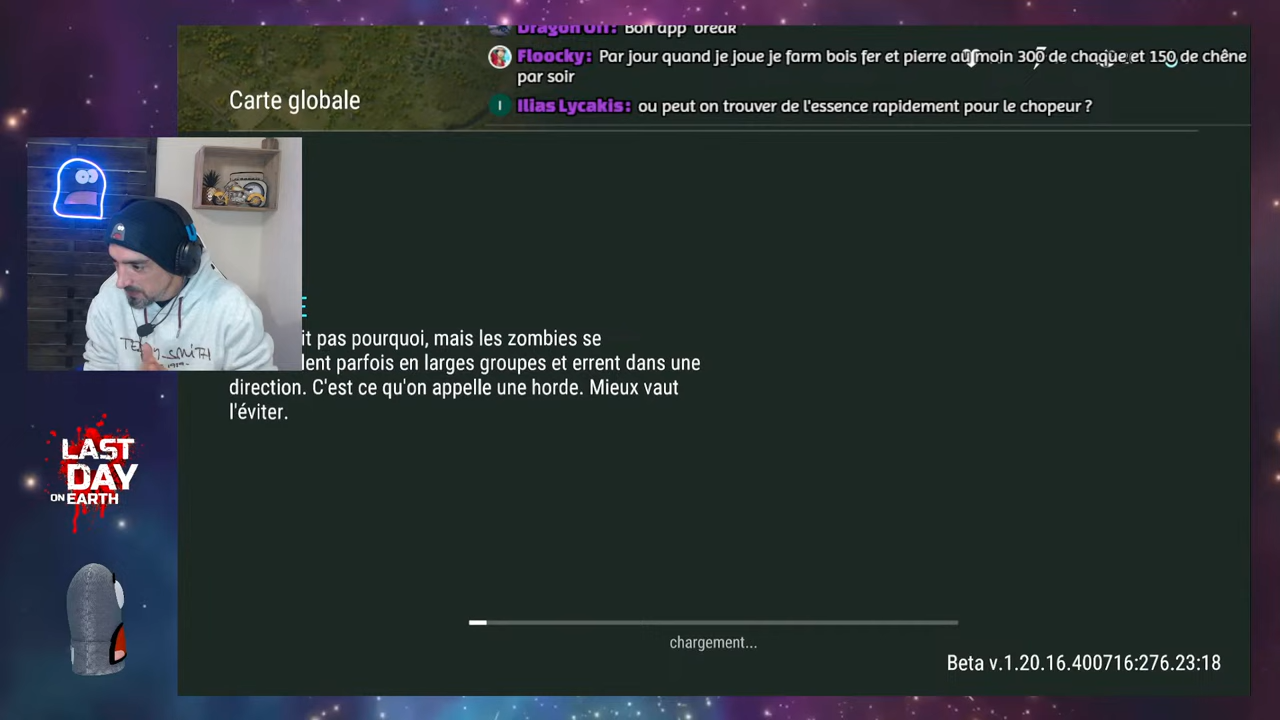 Dragon Off: Bon app break
Floocky: Par jour quand je joue je farm bois fer et pierre au moin 300 de chaque et 150 de chêne
par soir
I Ilias Lycakis: ou peut on trouver de l'essence rapidement pour le chopeur ?
Carte globale
it pas pourquoi, mais les zombies se
lent parfois en larges groupes et errent dans une
direction. C'est ce qu'on appelle une horde. Mieux vaut
l'éviter.
LAST
DAY
ON EARTH
chargement...
Beta v.1.20.16.400716:276.23:18